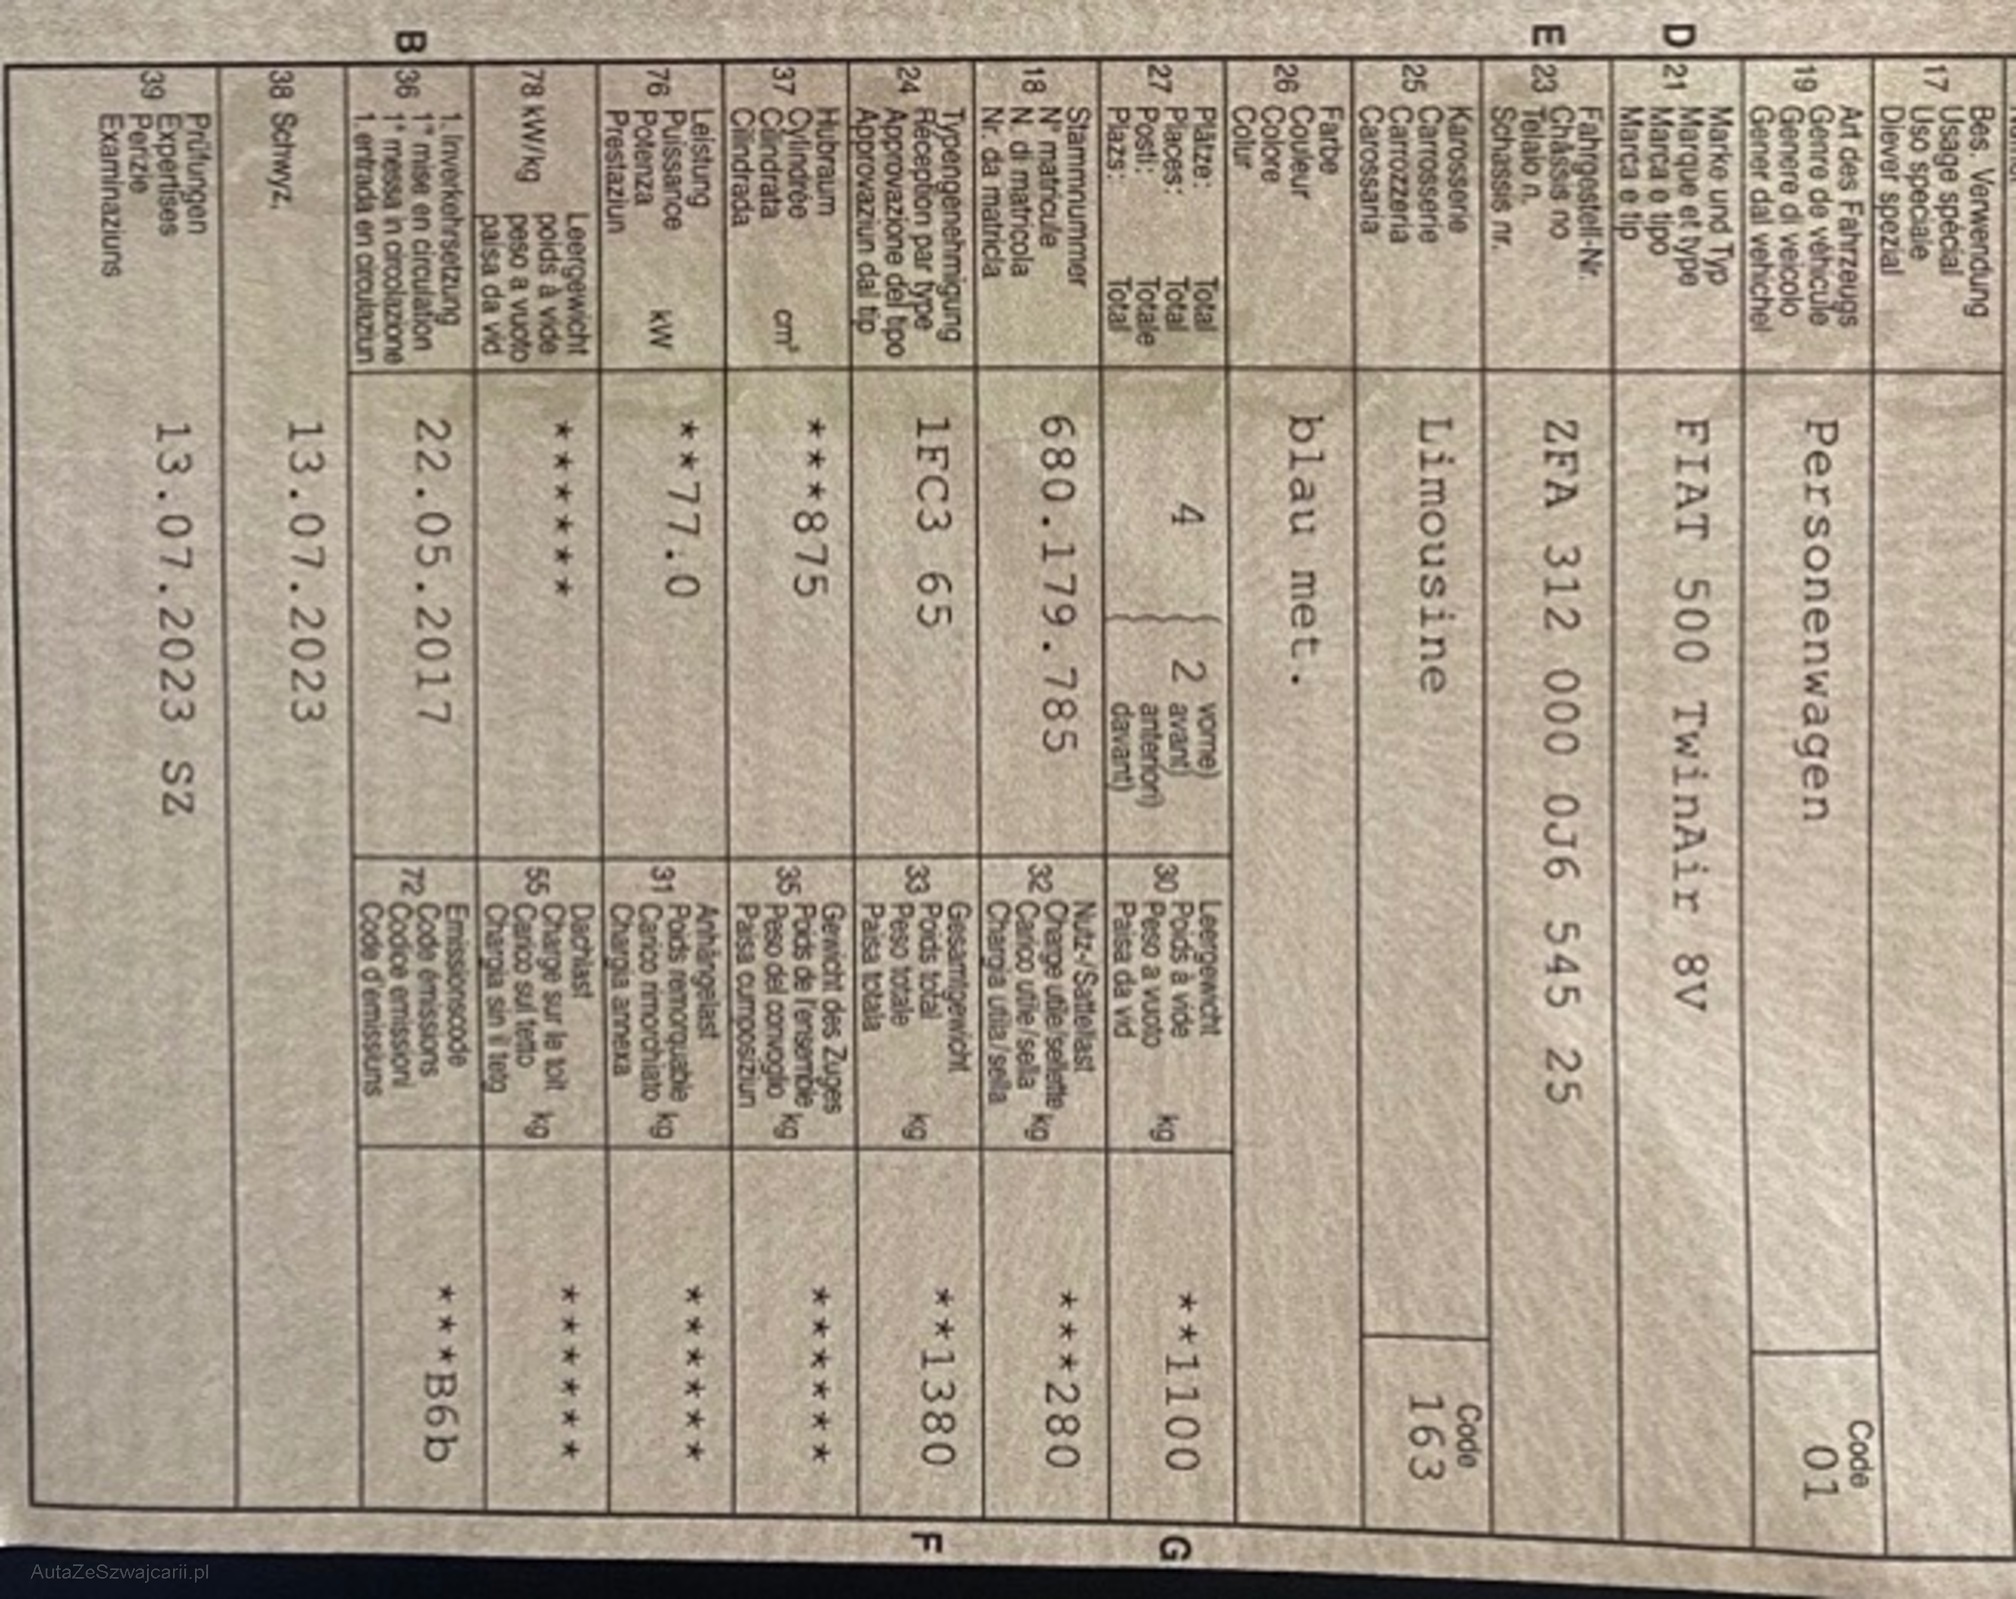 Bes. Verwendung
17 Usage spécial
Uso speciale
Diever spezial
Art des Fahrzeugs
19 Genre de véhicule
Genere di veicolo
Gener dal vehichel
Personenwagen
Code
01
D
Marke und Typ
21 Marque et type
Marca e tipo
Marca e tip
FIAT 500 TwinAir 8V
E
Fahrgestell-Nr.
23 Châssis no
Telaio n.
Schassis nr.
ZFA 312 000 0J6 545 25
Karosserie
25 Carrosserie
Carrozzeria
Carossaria
Limousine
Code
163
Farbe
26 Couleur
Colore
Colur
blau met.
Plätze: Total
27 Places: Total
Posti: Totale
Plazs: Total
4
2
(vorne)
avant)
anteriori)
davant)
Leergewicht
30 Poids à vide kg
Peso a vuoto
Paisa da vid
**1100
G
Stammnummer
18 N° matricule
N. di matricola
Nr. da matricla
680.179.785
Nutz-/Sattellast
32 Charge utile/sellette kg
Carico utile/sella
Chargia utila/sella
***280
Typengenehmigung
24 Réception par type
Approvazione del tipo
Approvaziun dal tip
1FC3 65
Gesamtgewicht
33 Poids total kg
Peso totale
Paisa totala
**1380
F
Hubraum
37 Cylindrée cm³
Cilindrata
Cilindrada
***875
Gewicht des Zuges
35 Poids de l'ensemble kg
Peso del convoglio
Paisa cumposiziun
******
Leistung
76 Puissance kW
Potenza
Prestaziun
**77.0
Anhängelast
31 Poids remorquable kg
Carico rimorchiato
Chargia annexa
******
78 kW/kg
Leergewicht
poids à vide
peso a vuoto
paisa da vid
******
Dachlast
55 Charge sur le toit kg
Carico sul tetto
Chargia sin il tetg
******
B
1. Inverkehrsetzung
36 1re mise en circulation
1a messa in circolazione
1. entrada en circulaziun
22.05.2017
Emissionscode
72 Code émissions
Codice emissioni
Code d'emissiuns
***B6b
38 Schwyz,
13.07.2023
Prüfungen
39 Expertises
Perizie
Examinaziuns
13.07.2023 SZ
AutaZeSzwajcarii.pl